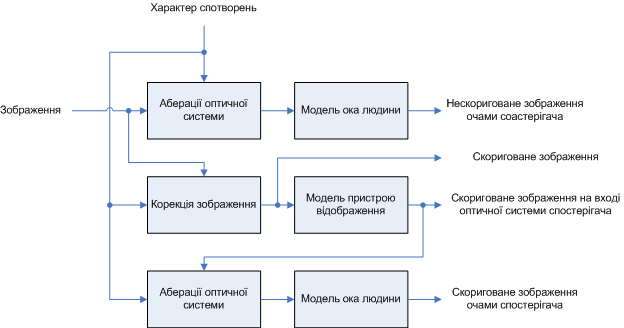 Характер спотворень
Зображення
Аберації оптичної
системи
Модель ока людини
Нескориговане зображення
очами соастерігача
Скориговане зображення
Корекція зображення
Модель пристрою
відображення
Скориговане зображення на вході
оптичної системи спостерігача
Аберації оптичної
системи
Модель ока людини
Скориговане зображення
очами спостерігача